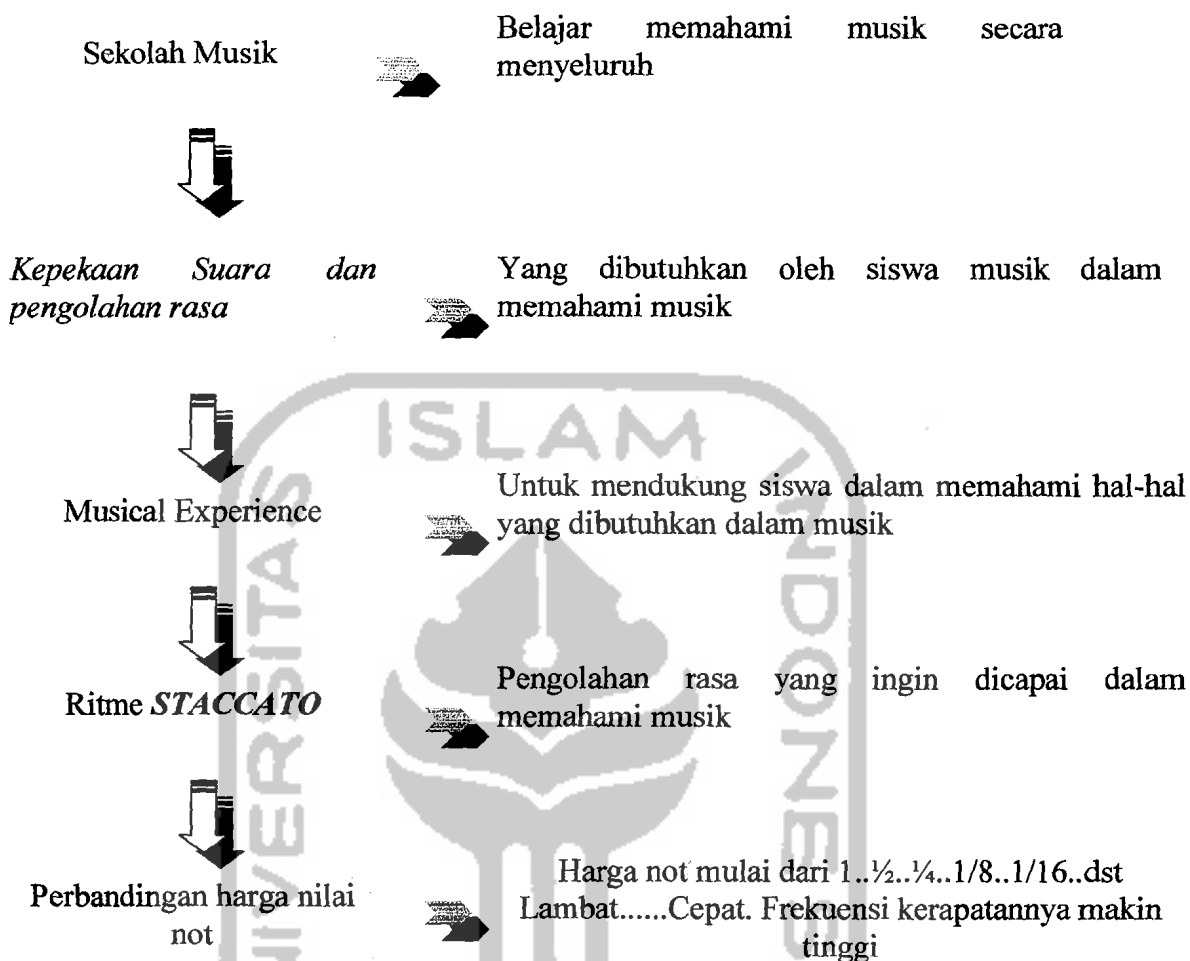 Sekolah Musik
Belajar memahami musik secara
menyeluruh
Kepekaan Suara dan
pengolahan rasa
Yang dibutuhkan oleh siswa musik dalam
memahami musik
Musical Experience
Untuk mendukung siswa dalam memahami hal-hal
yang dibutuhkan dalam musik
Ritme STACCATO
Pengolahan rasa yang ingin dicapai dalam
memahami musik
Perbandingan harga nilai
not
Harga not mulai dari 1..½..¼..1/8..1/16..dst
Lambat......Cepat. Frekuensi kerapatannya makin
tinggi
UNIVERSITAS
ISLAM
INDONES